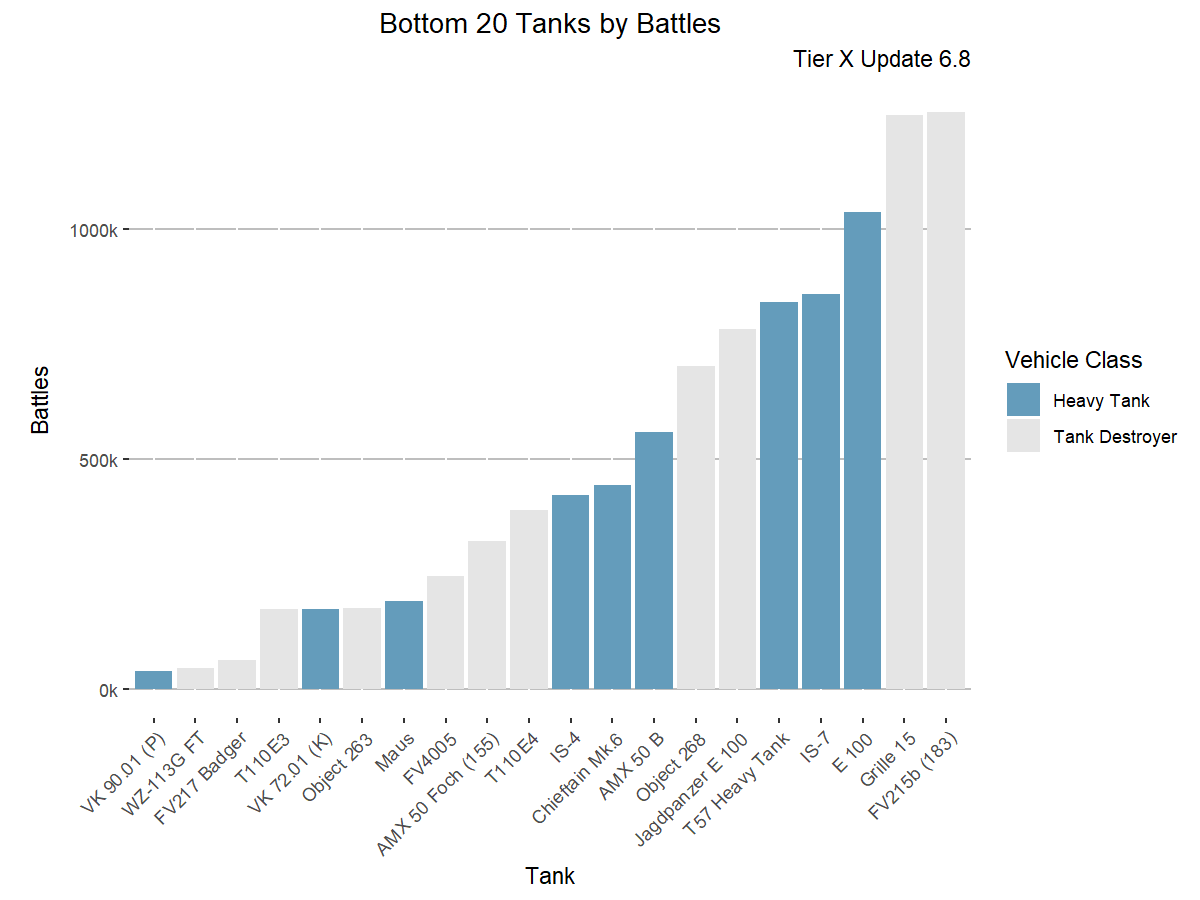 Bottom 20 Tanks by Battles
Tier X Update 6.8
Battles
1000k
500k
0k
VK 90.01 (P)
WZ-113G FT
FV217 Badger
T110E3
VK 72.01 (K)
Object 263
Maus
FV4005
AMX 50 Foch (155)
T110E4
IS-4
Chieftain Mk.6
AMX 50 B
Object 268
Jagdpanzer E 100
T57 Heavy Tank
IS-7
E 100
Grille 15
FV215b (183)
Tank
Vehicle Class
Heavy Tank
Tank Destroyer